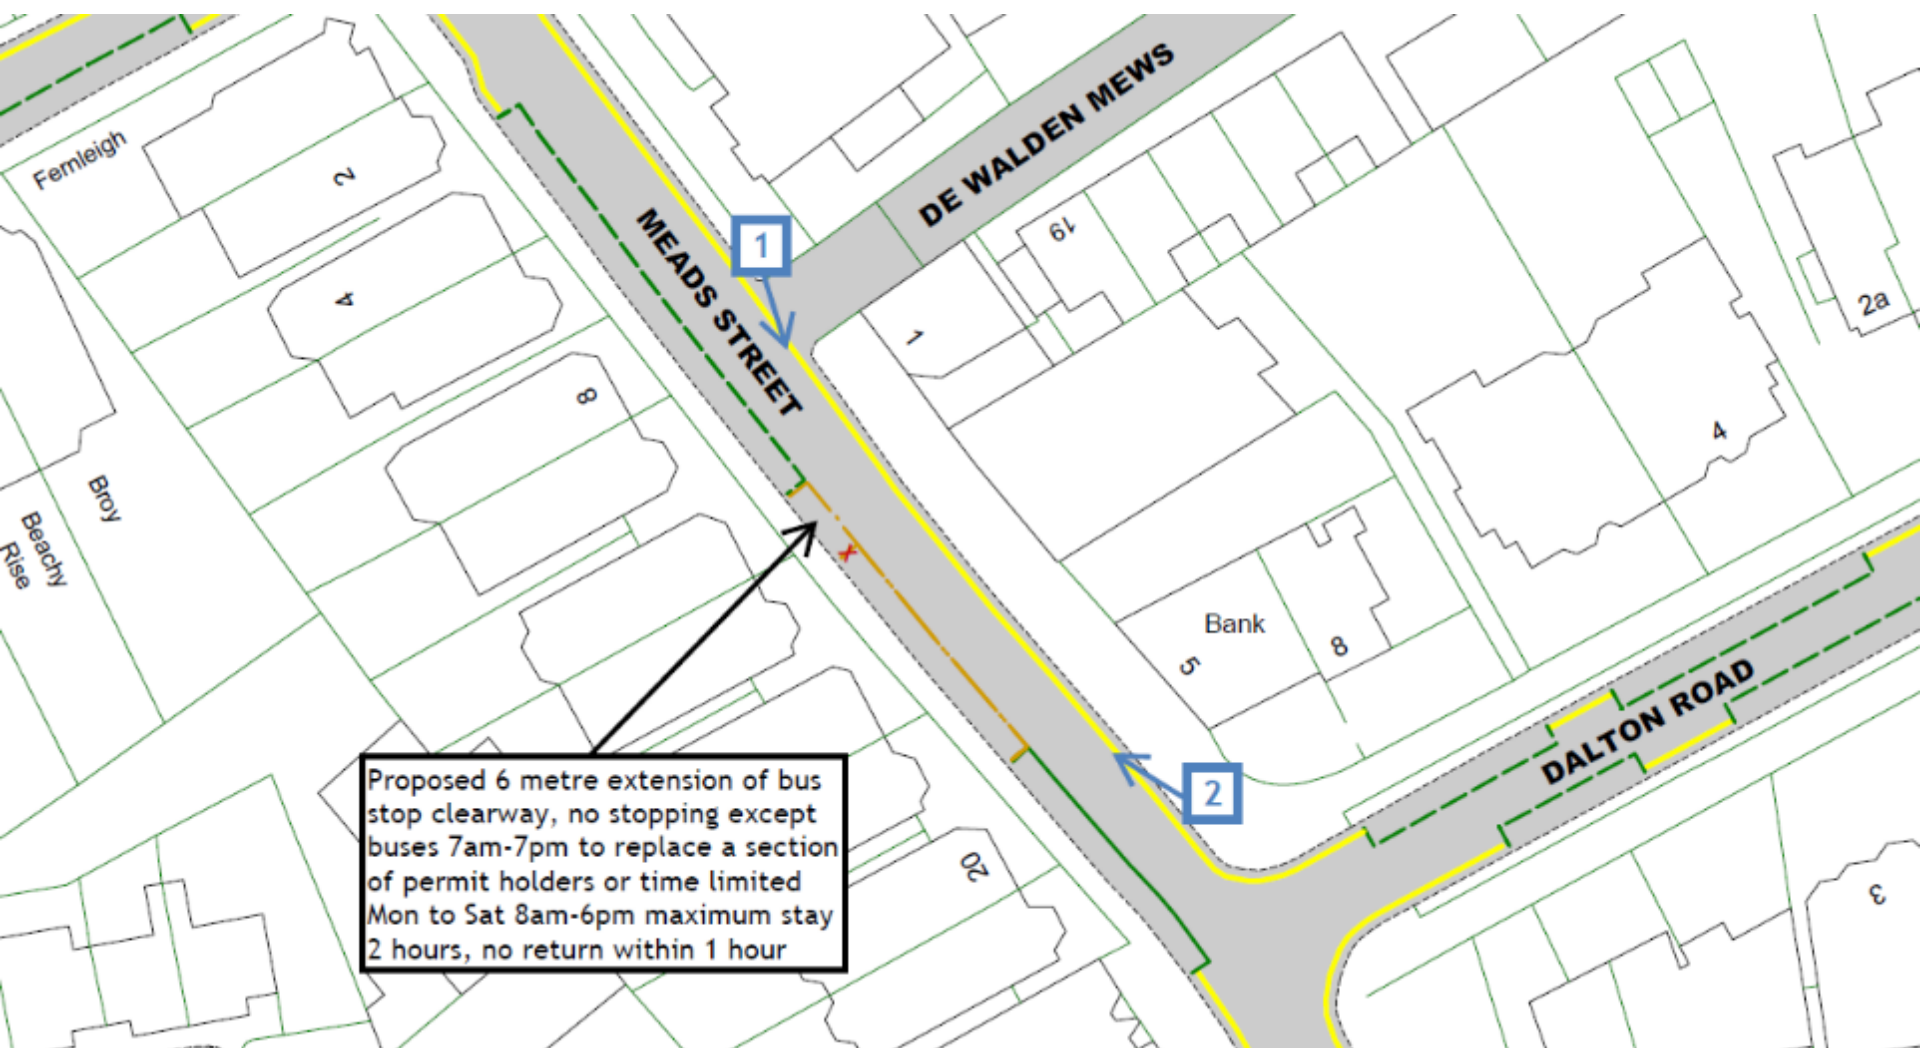 Fernleigh
2
4
8
MEADS STREET
DE WALDEN MEWS
1
19
1
2a
4
Broy
Beachy
Rise
x
Bank
5
8
DALTON ROAD
2
Proposed 6 metre extension of bus
stop clearway, no stopping except
buses 7am-7pm to replace a section
of permit holders or time limited
Mon to Sat 8am-6pm maximum stay
2 hours, no return within 1 hour
20
3